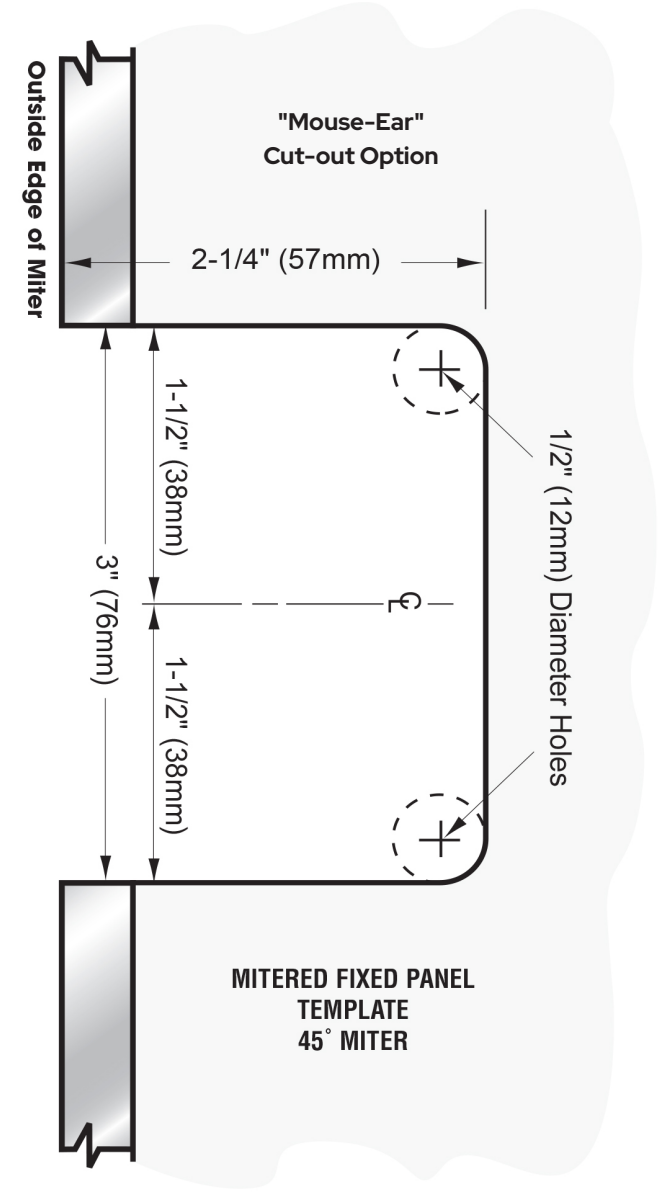 Outside Edge of Miter
"Mouse-Ear"
Cut-out Option
2-1/4" (57mm)
1-1/2" (38mm)
1/2" (12mm) Diameter Holes
3" (76mm)
CL
1-1/2" (38mm)
MITERED FIXED PANEL
TEMPLATE
45° MITER